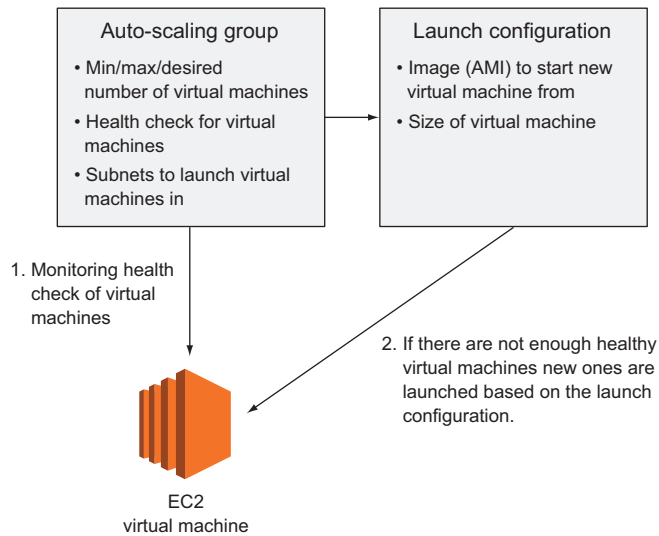 Auto-scaling group
• Min/max/desired
number of virtual machines
• Health check for virtual
machines
• Subnets to launch virtual
machines in
Launch configuration
• Image (AMI) to start new
virtual machine from
• Size of virtual machine
1. Monitoring health
check of virtual
machines
2. If there are not enough healthy
virtual machines new ones are
launched based on the launch
configuration.
EC2
virtual machine